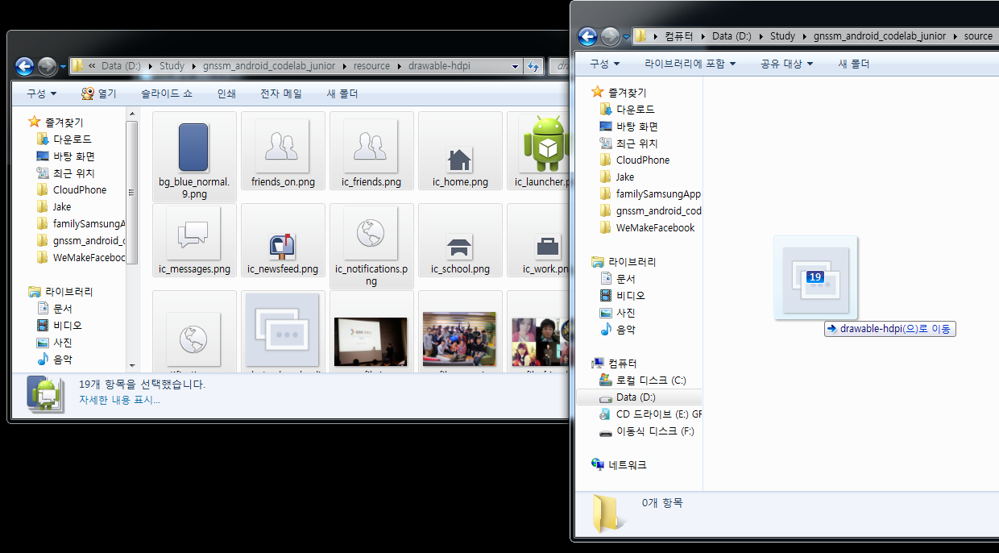 « Data (D:) ▸ Study ▸ gnssm_android_codelab_junior ▸ resource ▸ drawable-hdpi
구성 열기 슬라이드 쇼 인쇄 전자 메일 새 폴더
즐겨찾기
다운로드
바탕 화면
최근 위치
CloudPhone
Jake
familySamsungA
gnssm_android_c
WeMakeFaceboo
라이브러리
문서
비디오
사진
음악
bg_blue_normal.
9.png
friends_on.png
ic_friends.png
ic_home.png
ic_launcher.p
ic_messages.png
ic_newsfeed.png
ic_notifications.p
ng
ic_school.png
ic_work.pn
19개 항목을 선택했습니다.
자세한 내용 표시...
▸ 컴퓨터 ▸ Data (D:) ▸ Study ▸ gnssm_android_codelab_junior ▸ source
구성 라이브러리에 포함 공유 대상 새 폴더
즐겨찾기
다운로드
바탕 화면
최근 위치
CloudPhone
Jake
familySamsungApp
gnssm_android_cod
WeMakeFacebook
라이브러리
문서
비디오
사진
음악
컴퓨터
로컬 디스크 (C:)
Data (D:)
CD 드라이브 (E:) GF
이동식 디스크 (F:)
네트워크
19
drawable-hdpi(으)로 이동
0개 항목